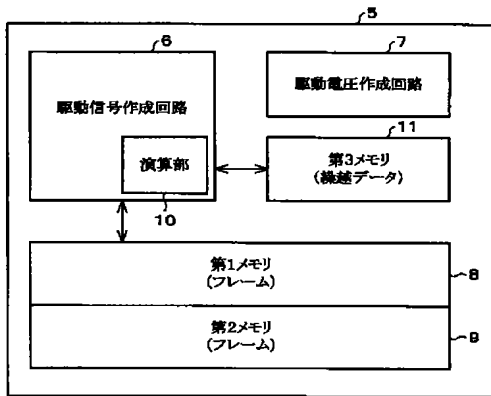 5
6
駆動信号作成回路
演算部
10
7
駆動電圧作成回路
11
第3メモリ
(繰越データ)
第1メモリ
(フレーム)
8
第2メモリ
(フレーム)
9